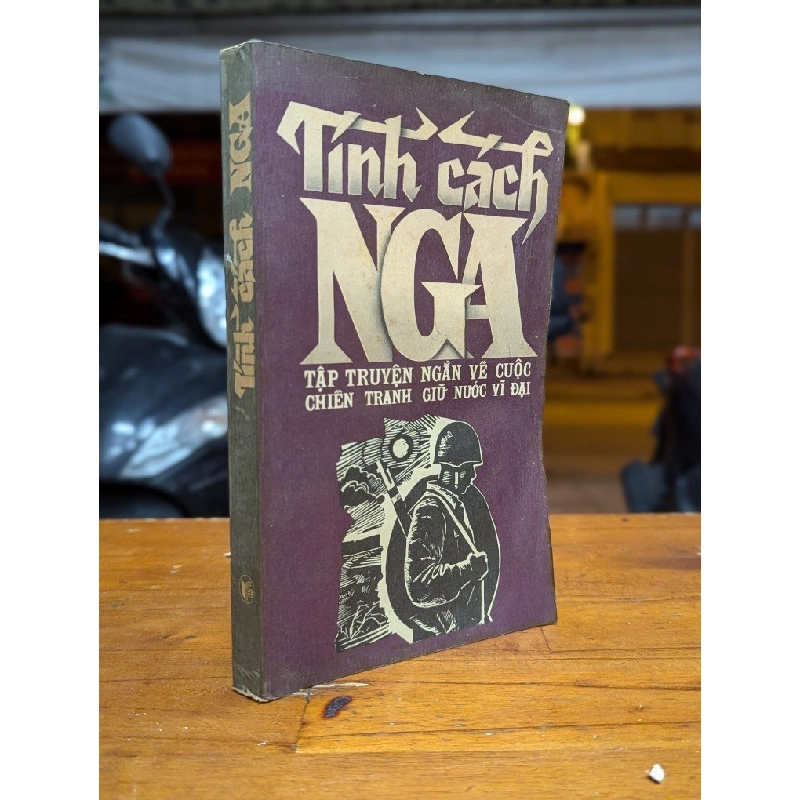 Tính cách
NGA
TẬP TRUYỆN NGẮN VỀ CUỘC
CHIẾN TRANH GIỮ NƯỚC VĨ ĐẠI
Tính cách NGA